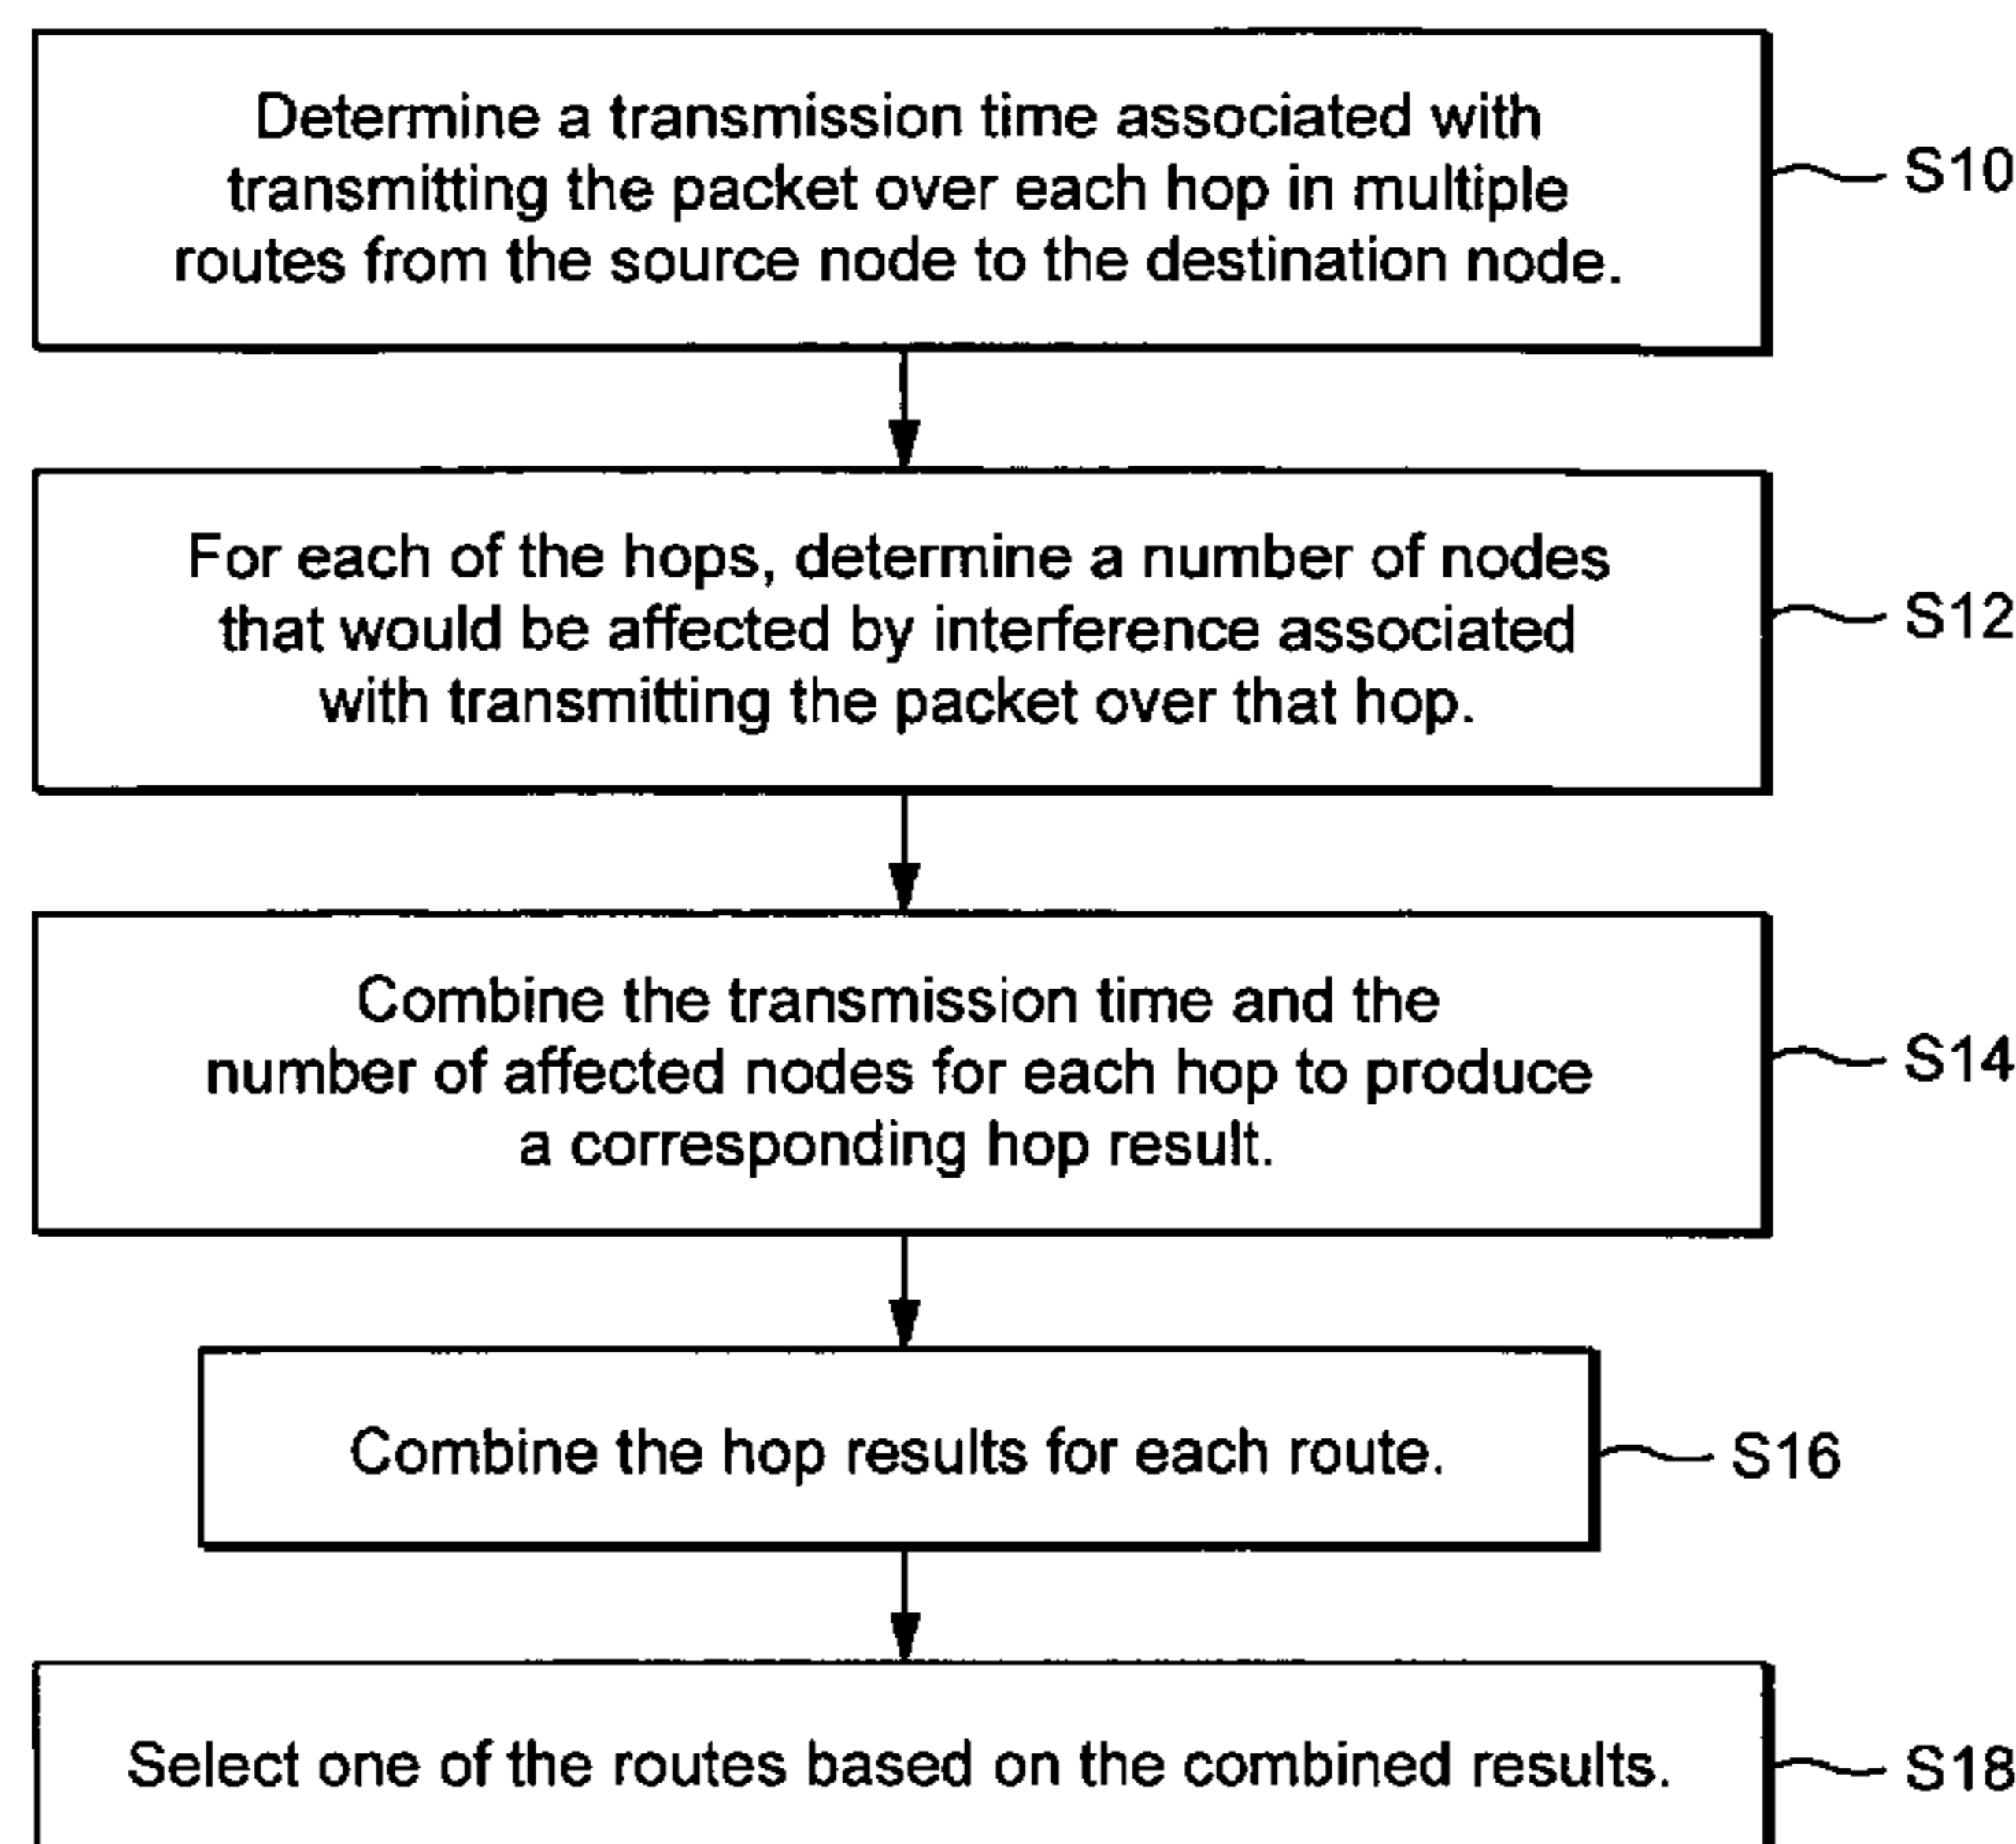 Determine a transmission time associated with
transmitting the packet over each hop in multiple
routes from the source node to the destination node.
S10
For each of the hops, determine a number of nodes
that would be affected by interference associated
with transmitting the packet over that hop.
S12
Combine the transmission time and the
number of affected nodes for each hop to produce
a corresponding hop result.
S14
Combine the hop results for each route.
S16
Select one of the routes based on the combined results.
S18